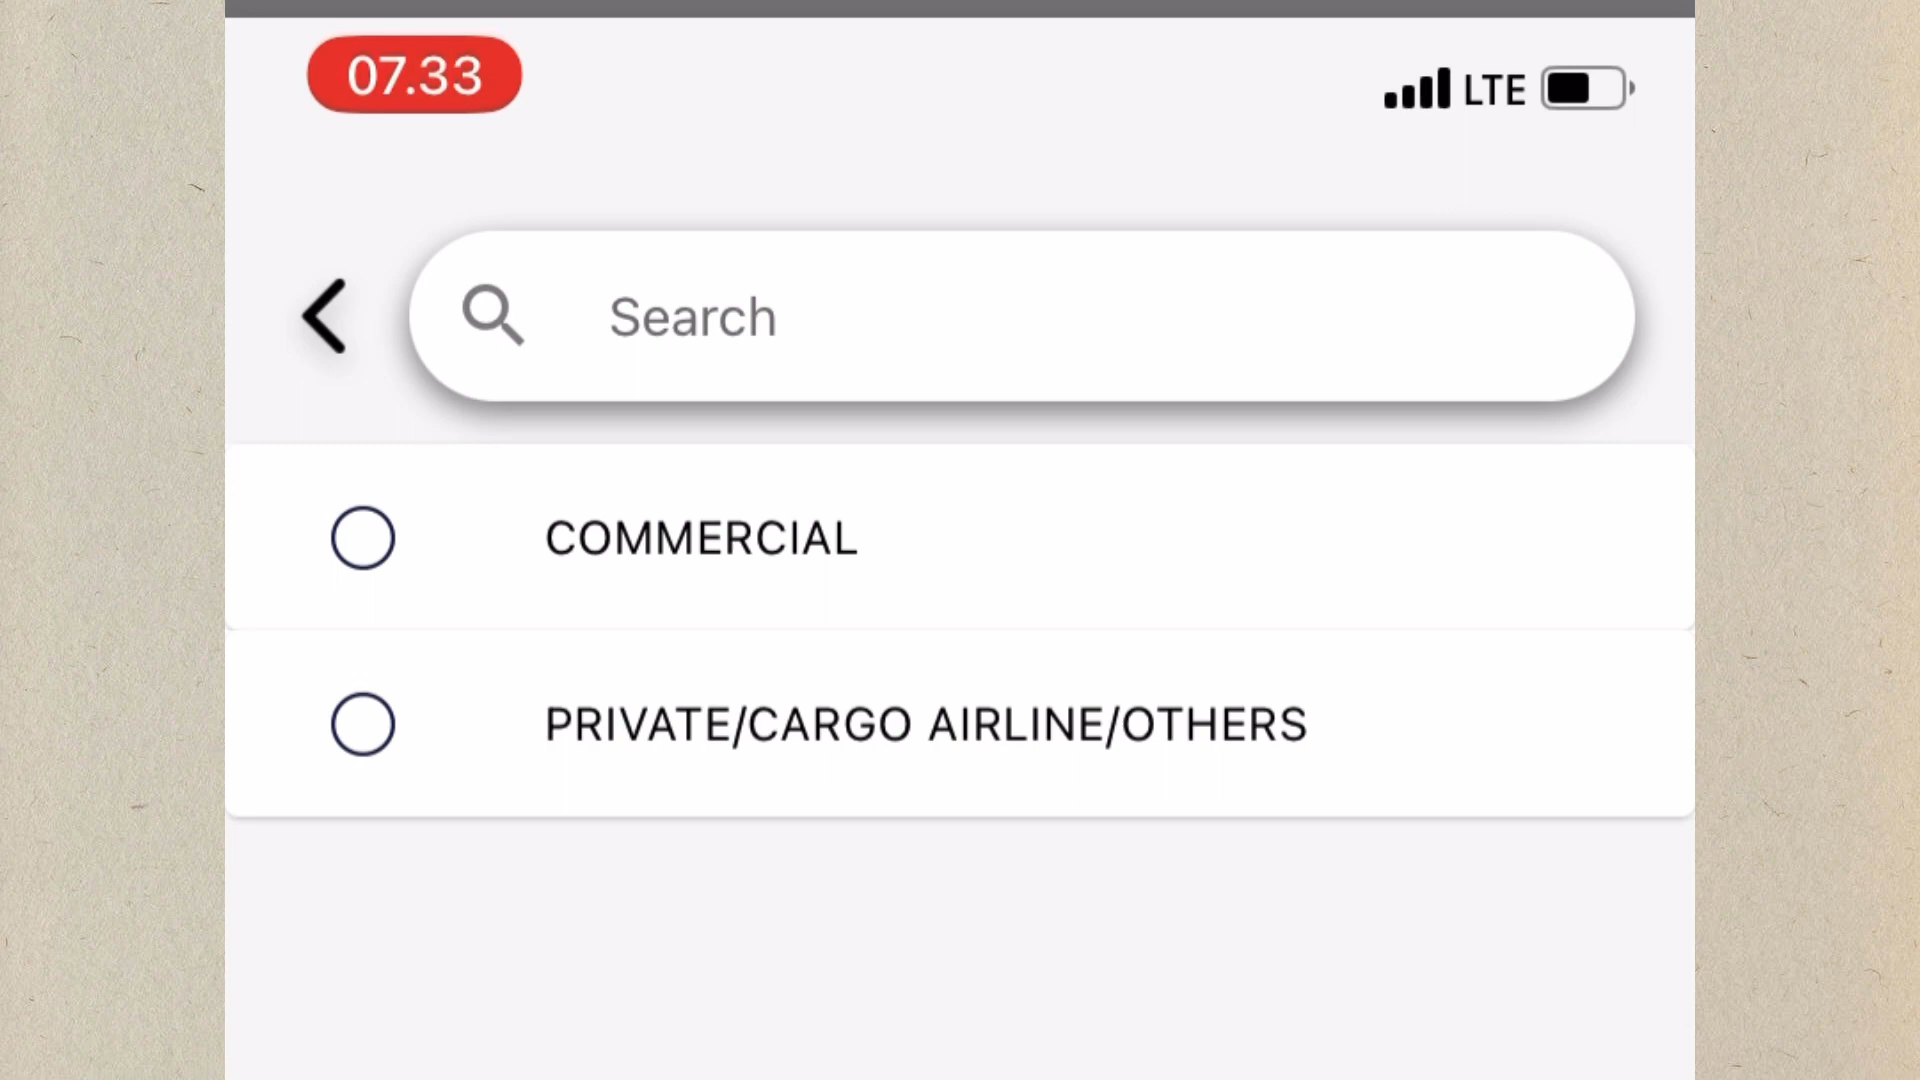 07.33
LTE
Search
COMMERCIAL
PRIVATE/CARGO AIRLINE/OTHERS